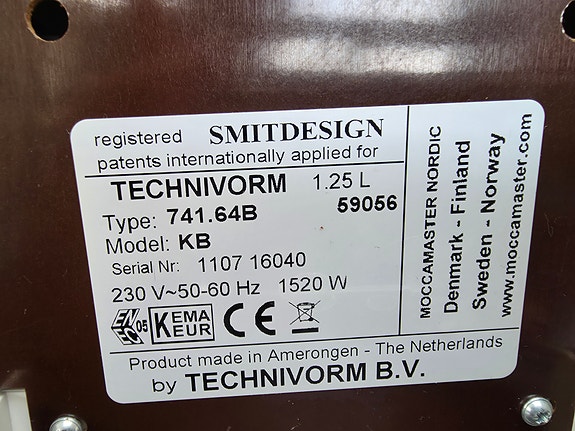 registered SMITDESIGN
patents internationally applied for
TECHNIVORM 1.25 L
59056
Type: 741.64B
Model: KB
Serial Nr: 1107 16040
230 V~50-60 Hz 1520 W
ENEC 05 KEMA KEUR CE
Product made in Amerongen - The Netherlands
by TECHNIVORM B.V.
MOCCAMASTER NORDIC
Denmark - Finland
Sweden - Norway
www.moccamaster.com